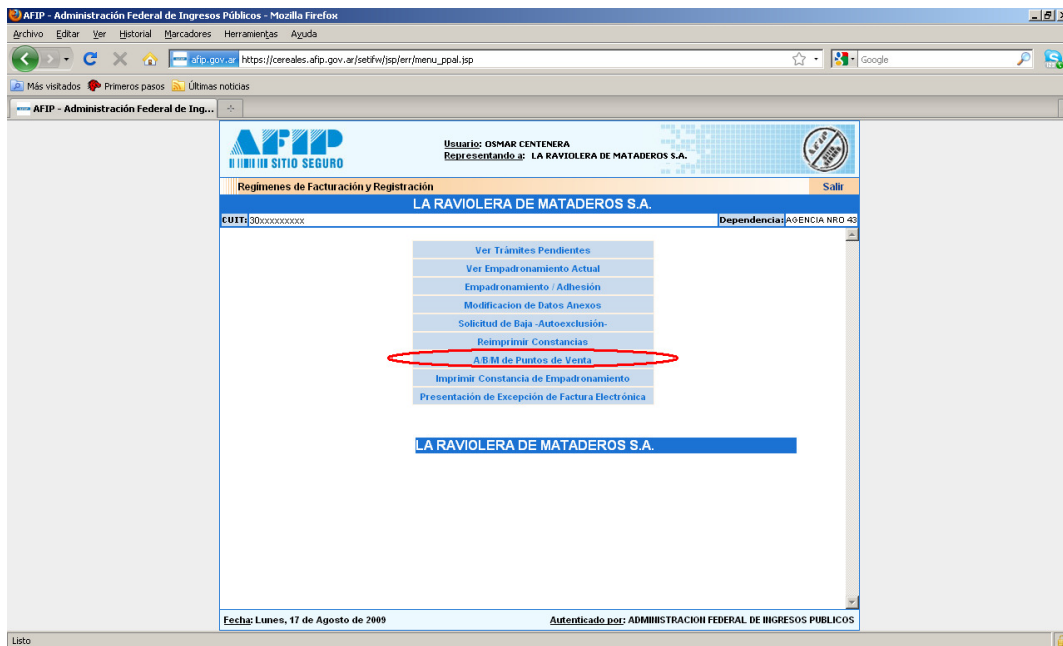 AFIP - Administración Federal de Ingresos Públicos - Mozilla Firefox
Archivo Editar Ver Historial Marcadores Herramientas Ayuda
afip.gov.ar https://cereales.afip.gov.ar/setifw/jsp/err/menu_ppal.jsp Google
Más visitados Primeros pasos Últimas noticias
AFIP - Administración Federal de Ing...
AFIP
SITIO SEGURO
Usuario: OSMAR CENTENERA
Representando a: LA RAVIOLERA DE MATADEROS S.A.
Regímenes de Facturación y Registración Salir
LA RAVIOLERA DE MATADEROS S.A.
CUIT: 30xxxxxxxxx Dependencia: AGENCIA NRO 43
Ver Trámites Pendientes
Ver Empadronamiento Actual
Empadronamiento / Adhesión
Modificacion de Datos Anexos
Solicitud de Baja -Autoexclusión-
Reimprimir Constancias
A/B/M de Puntos de Venta
Imprimir Constancia de Empadronamiento
Presentación de Excepción de Factura Electrónica
LA RAVIOLERA DE MATADEROS S.A.
Fecha: Lunes, 17 de Agosto de 2009 Autenticado por: ADMINISTRACION FEDERAL DE INGRESOS PUBLICOS
Listo